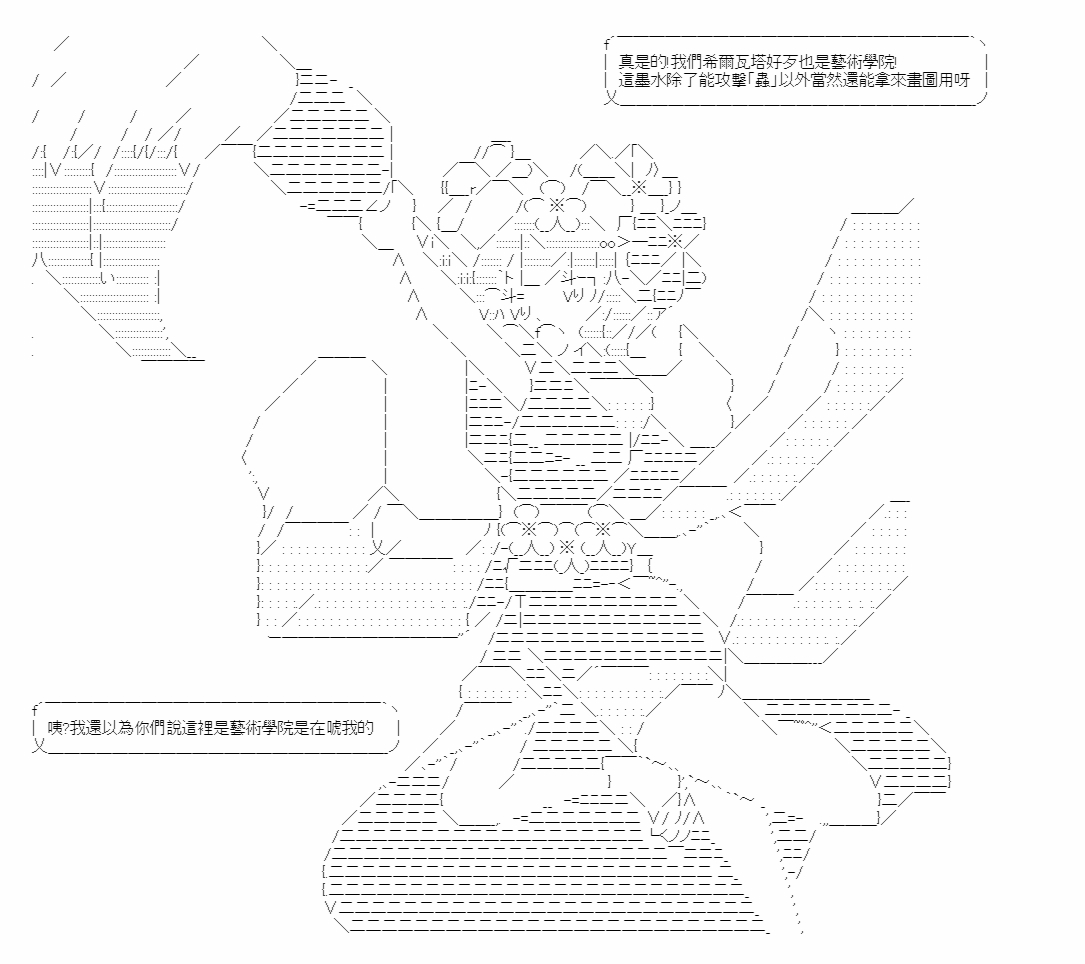 真是的!我們希爾瓦塔好歹也是藝術學院!
這墨水除了能攻擊「蟲」以外當然還能拿來畫圖用呀
咦?我還以為你們說這裡是藝術學院是在唬我的